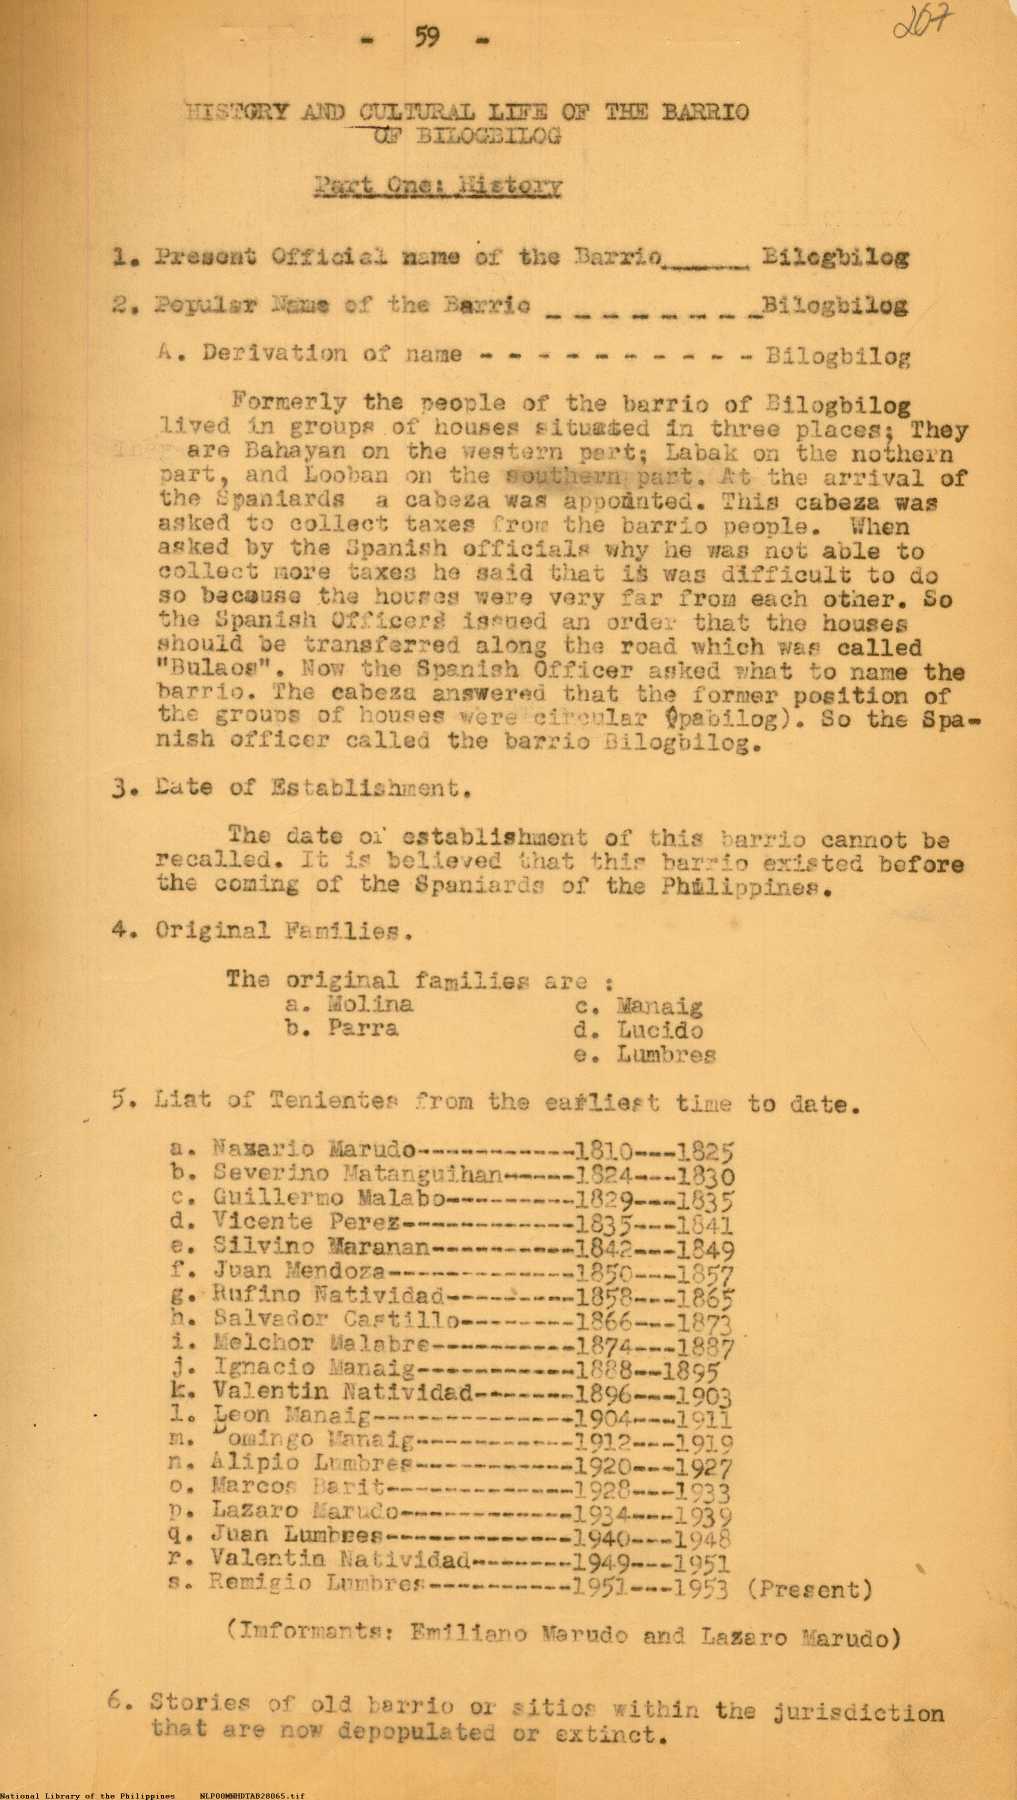 - 59 -
267
HISTORY AND CULTURAL LIFE OF THE BARRIO
OF BILOGBILOG
Part One: History
1. Present Official name of the Barrio_____ Bilogbilog
2. Popular Name of the Barrio _ _ _ _ _ _ _ _Bilogbilog
A. Derivation of name - - - - - - - - - - Bilogbilog
Formerly the people of the barrio of Bilogbilog
lived in groups of houses situated in three places; They
are Bahayan on the western part; Labak on the nothern
part, and Looban on the southern part. At the arrival of
the Spaniards a cabeza was appointed. This cabeza was
asked to collect taxes from the barrio people. When
asked by the Spanish officials why he was not able to
collect more taxes he said that it was difficult to do
so because the houses were very far from each other. So
the Spanish Officers issued an order that the houses
should be transferred along the road which was called
"Bulaos". Now the Spanish Officer asked what to name the
barrio. The cabeza answered that the former position of
the groups of houses were circular (pabilog). So the Spa-
nish officer called the barrio Bilogbilog.
3. Date of Establishment.
The date of establishment of this barrio cannot be
recalled. It is believed that this barrio existed before
the coming of the Spaniards of the Philippines.
4. Original Families.
The original families are :
a. Molina c. Manaig
b. Parra d. Lucido
e. Lumbres
5. Liat of Tenientes from the earliest time to date.
a. Nazario Marudo-----------1810---1825
b. Severino Matanguihan-----1824---1830
c. Guillermo Malabo---------1829---1835
d. Vicente Perez------------1835---1841
e. Silvino Maranan----------1842---1849
f. Juan Mendoza-------------1850---1857
g. Rufino Natividad---------1858---1865
h. Salvador Castillo--------1866---1873
i. Melchor Malabre----------1874---1887
j. Ignacio Manaig-----------1888--1895
k. Valentin Natividad-------1896---1903
l. Leon Manaig--------------1904---1911
m. Domingo Manaig-----------1912---1919
n. Alipio Lumbres-----------1920---1927
o. Marcos Barit-------------1928---1933
p. Lazaro Marudo------------1934---1939
q. Juan Lumbres-------------1940---1948
r. Valentin Natividad-------1949---1951
s. Remigio Lumbres----------1951---1953 (Present)
(Imformants: Emiliano Marudo and Lazaro Marudo)
6. Stories of old barrio or sitios within the jurisdiction
that are now depopulated or extinct.
National Library of the Philippines NLPOOMBHDTAB28065.tif